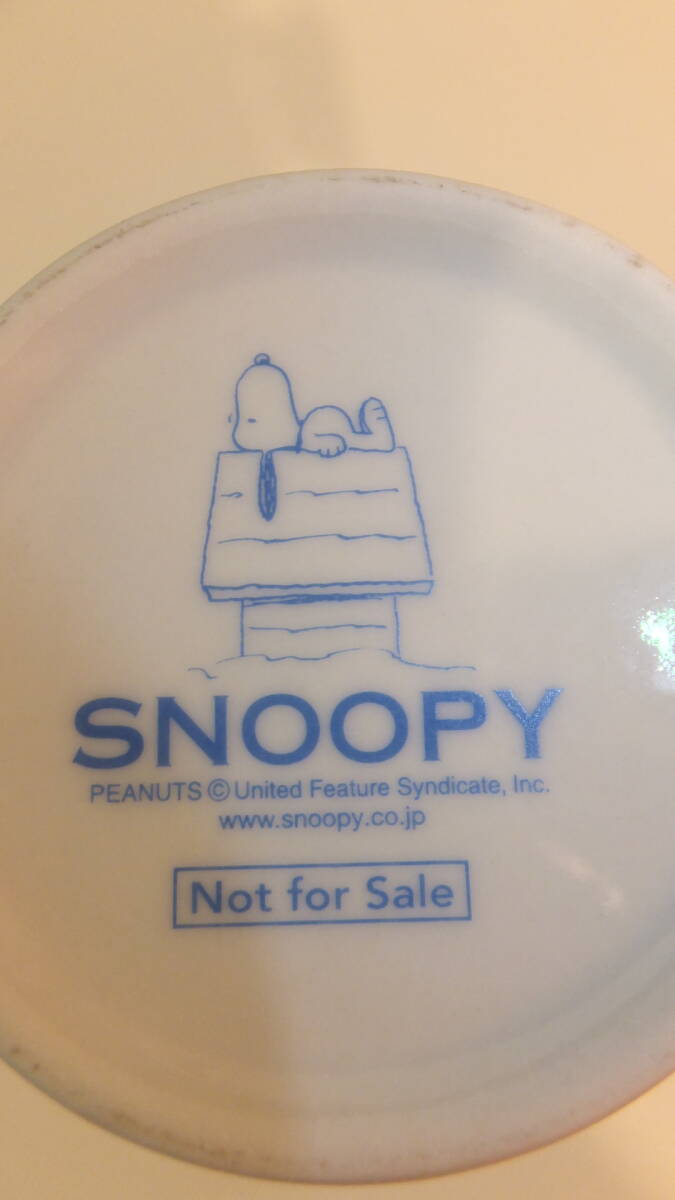 SNOOPY
PEANUTS © United Feature Syndicate, Inc.
www.snoopy.co.jp
Not for Sale